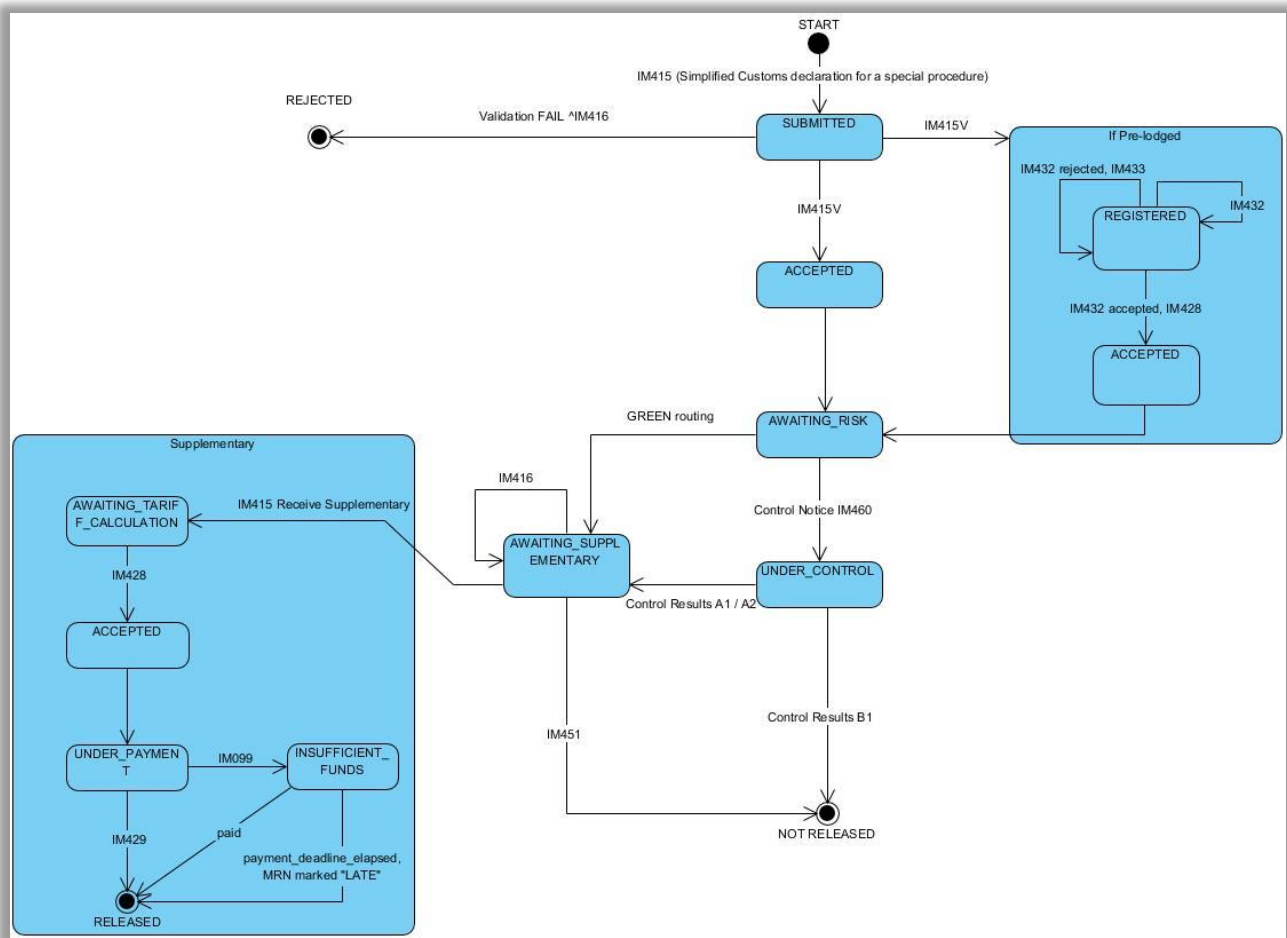 START
IM415 (Simplified Customs declaration for a special procedure)
REJECTED
Validation FAIL ^IM416
SUBMITTED
IM415V
If Pre-lodged
IM432 rejected, IM433
IM432
REGISTERED
IM415V
ACCEPTED
IM432 accepted, IM428
ACCEPTED
GREEN routing
AWAITING_RISK
Supplementary
IM416
IM415 Receive Supplementary
AWAITING_TARIF
F_CALCULATION
Control Notice IM460
AWAITING_SUPPL
EMENTARY
UNDER_CONTROL
IM428
Control Results A1 / A2
ACCEPTED
Control Results B1
IM451
UNDER_PAYMEN
T
IM099
INSUFFICIENT_
FUNDS
IM429
paid
payment_deadline_elapsed,
MRN marked "LATE"
NOT RELEASED
RELEASED